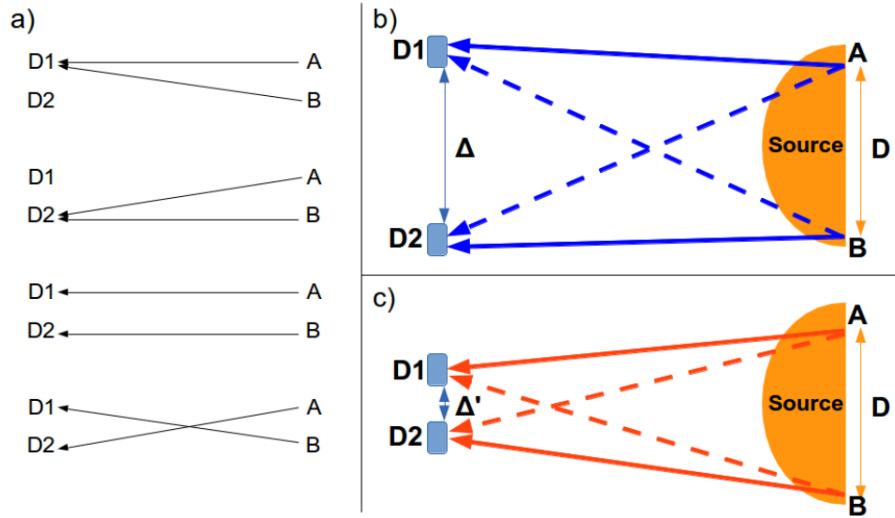 a)
D1 A
D2 B
D1 A
D2 B
D1 A
D2 B
D1 A
D2 B
b)
D1 A
Δ Source D
D2 B
c)
D1 A
Δ' Source D
D2 B